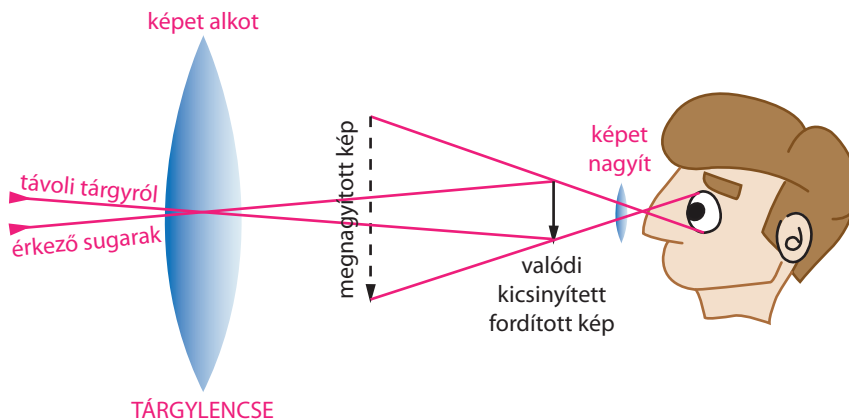 képet alkot
távoli tárgyról
érkező sugarak
TÁRGYLENCSE
megnagyított kép
valódi
kicsinyített
fordított kép
képet
nagyít